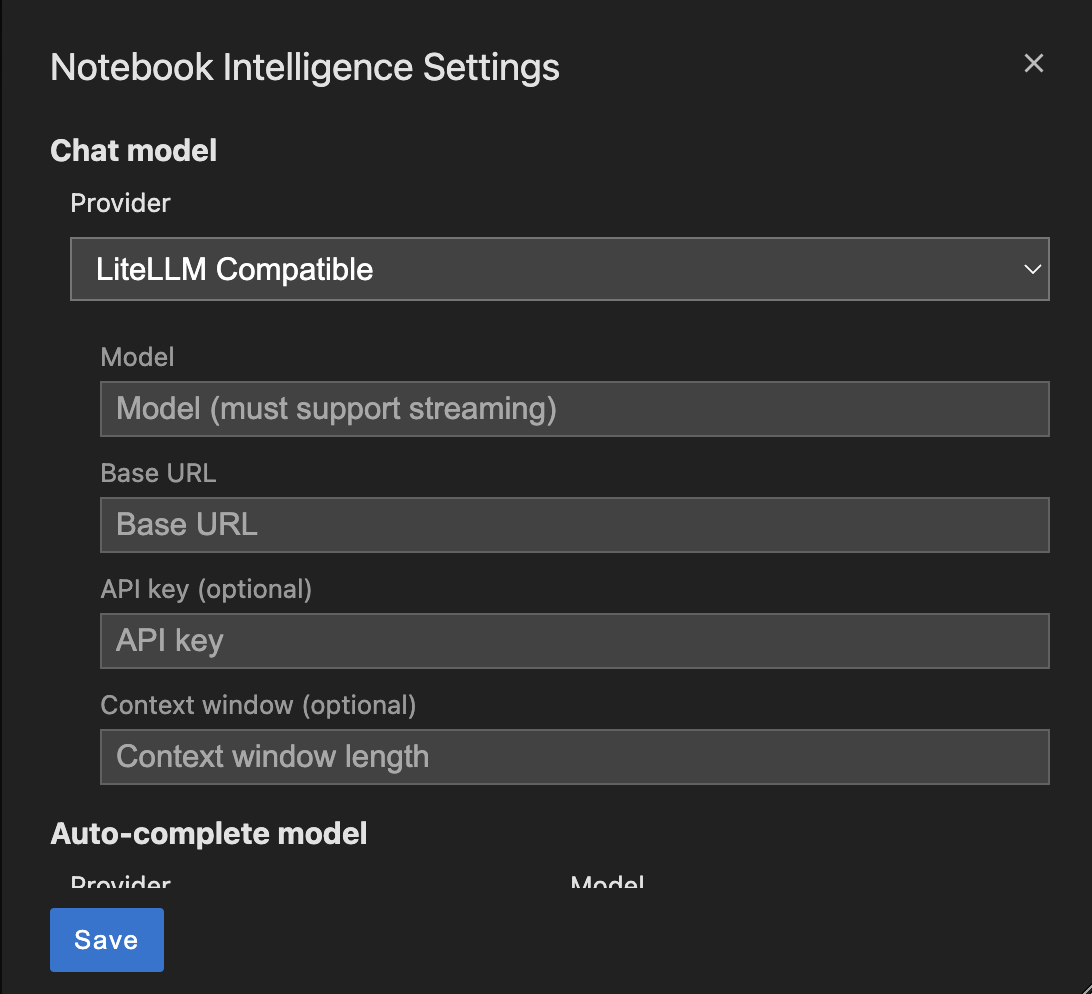 Notebook Intelligence Settings
Chat model
Provider
LiteLLM Compatible
Model
Model (must support streaming)
Base URL
Base URL
API key (optional)
API key
Context window (optional)
Context window length
Auto-complete model
Provider Model
Save